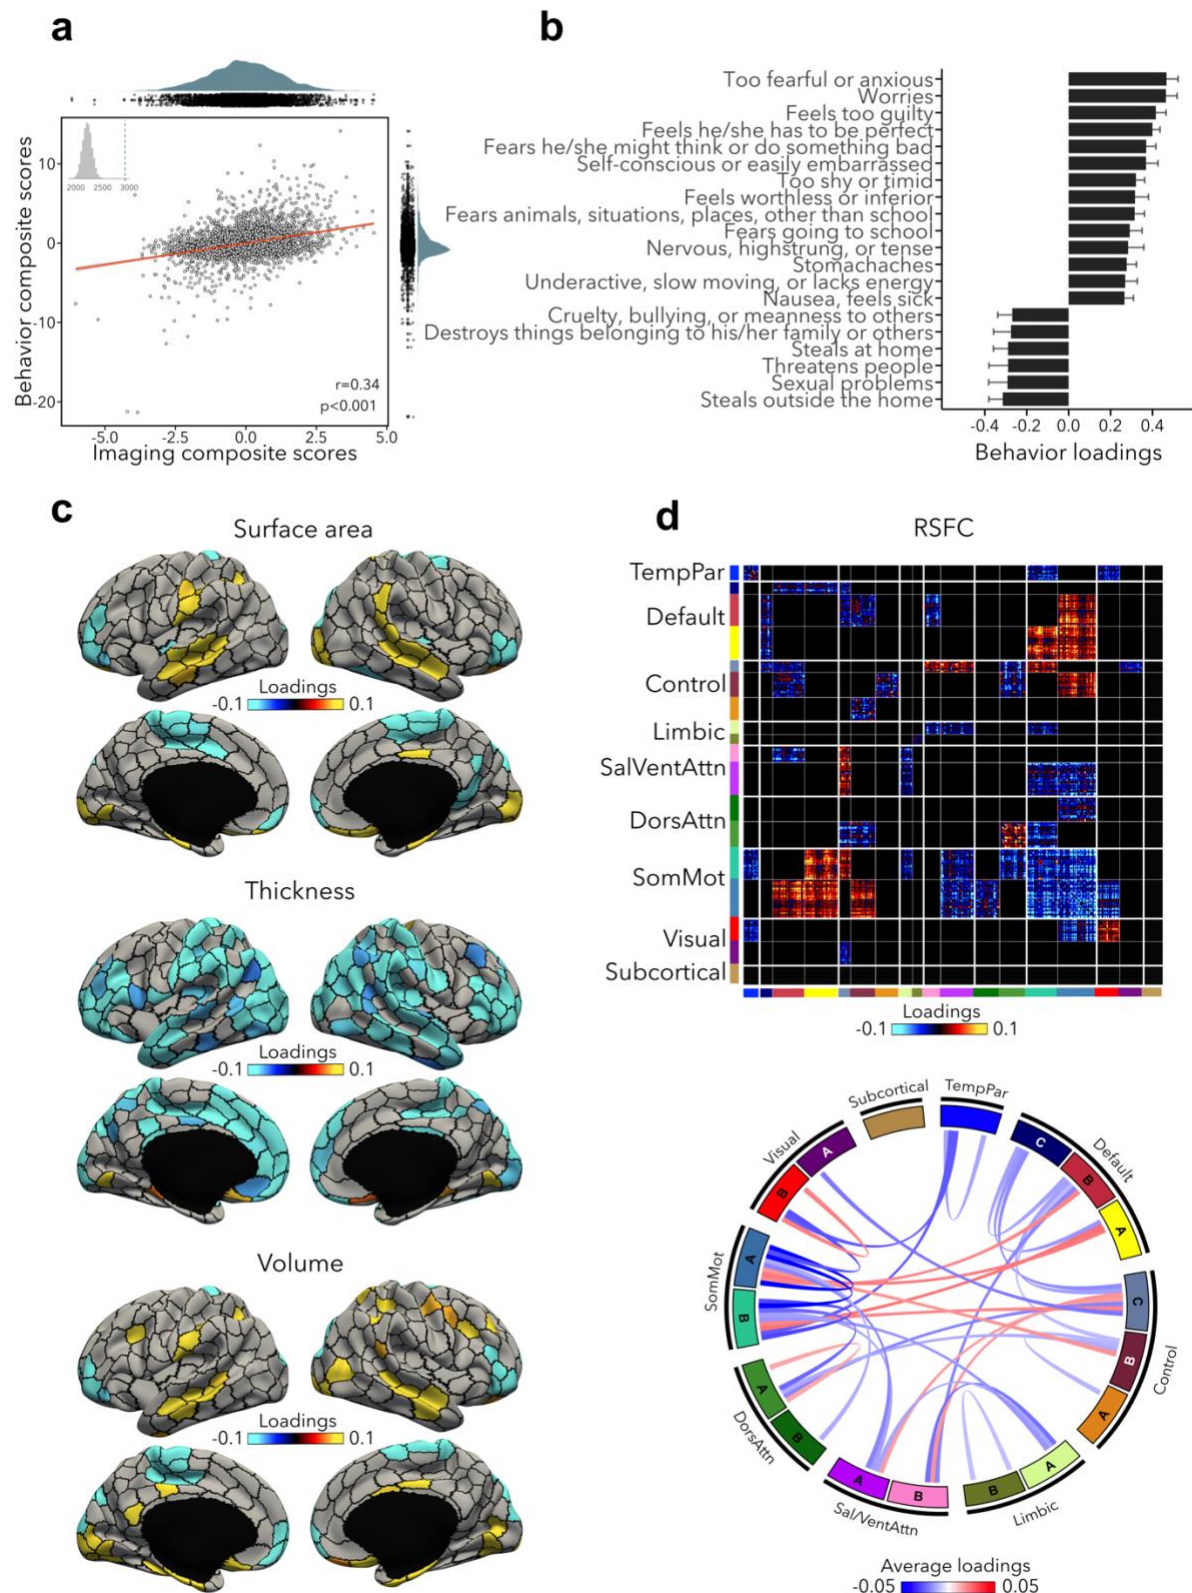 a
b
Behavior composite scores
10
0
-10
-20
2000 2500 3000
r=0.34
p<0.001
-5.0 -2.5 0.0 2.5 5.0
Imaging composite scores
Too fearful or anxious
Worries
Feels too guilty
Feels he/she has to be perfect
Fears he/she might think or do something bad
Self-conscious or easily embarrassed
Too shy or timid
Feels worthless or inferior
Fears animals, situations, places, other than school
Fears going to school
Nervous, highstrung, or tense
Stomachaches
Underactive, slow moving, or lacks energy
Nausea, feels sick
Cruelty, bullying, or meanness to others
Destroys things belonging to his/her family or others
Steals at home
Threatens people
Sexual problems
Steals outside the home
-0.4 -0.2 0.0 0.2 0.4
Behavior loadings
c
Surface area
Loadings
-0.1 0.1
Thickness
Loadings
-0.1 0.1
Volume
Loadings
-0.1 0.1
d
RSFC
TempPar
Default
Control
Limbic
SalVentAttn
DorsAttn
SomMot
Visual
Subcortical
Loadings
-0.1 0.1
Subcortical
TempPar
Default
C
B
A
Control
C
B
A
Limbic
A
B
Sal/VentAttn
B
A
DorsAttn
B
A
SomMot
B
A
Visual
B
A
Average loadings
-0.05 0.05